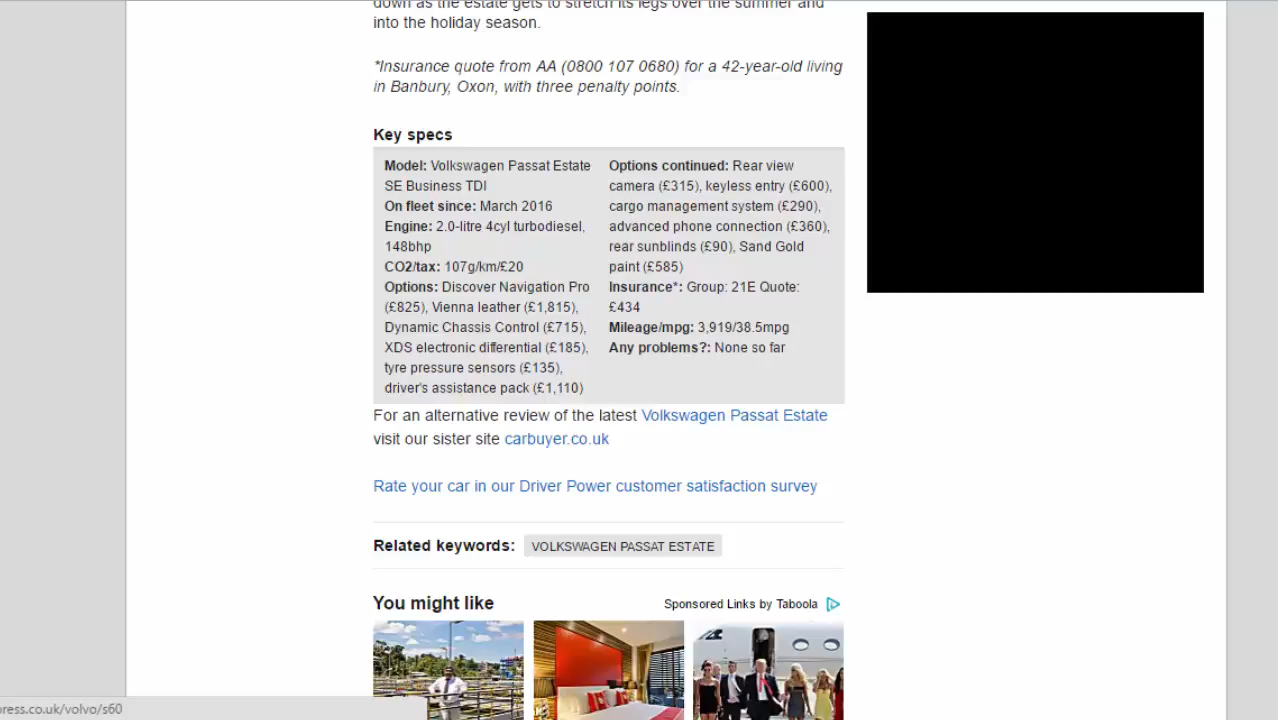 down as the estate gets to stretch its legs over the summer and
into the holiday season.
*Insurance quote from AA (0800 107 0680) for a 42-year-old living
in Banbury, Oxon, with three penalty points.
Key specs
Model: Volkswagen Passat Estate
SE Business TDI
On fleet since: March 2016
Engine: 2.0-litre 4cyl turbodiesel,
148bhp
CO2/tax: 107g/km/£20
Options: Discover Navigation Pro
(£825), Vienna leather (£1,815),
Dynamic Chassis Control (£715),
XDS electronic differential (£185),
tyre pressure sensors (£135),
driver's assistance pack (£1,110)
Options continued: Rear view
camera (£315), keyless entry (£600),
cargo management system (£290),
advanced phone connection (£360),
rear sunblinds (£90), Sand Gold
paint (£585)
Insurance*: Group: 21E Quote:
£434
Mileage/mpg: 3,919/38.5mpg
Any problems?: None so far
For an alternative review of the latest Volkswagen Passat Estate
visit our sister site carbuyer.co.uk
Rate your car in our Driver Power customer satisfaction survey
Related keywords: VOLKSWAGEN PASSAT ESTATE
You might like
Sponsored Links by Taboola
press.co.uk/volvo/s60